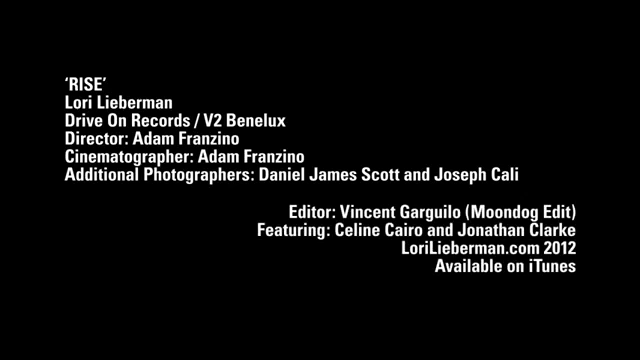 ‘RISE’
Lori Lieberman
Drive On Records / V2 Benelux
Director: Adam Franzino
Cinematographer: Adam Franzino
Additional Photographers: Daniel James Scott and Joseph Cali
Editor: Vincent Garguilo (Moondog Edit)
Featuring: Celine Cairo and Jonathan Clarke
LoriLieberman.com 2012
Available on iTunes